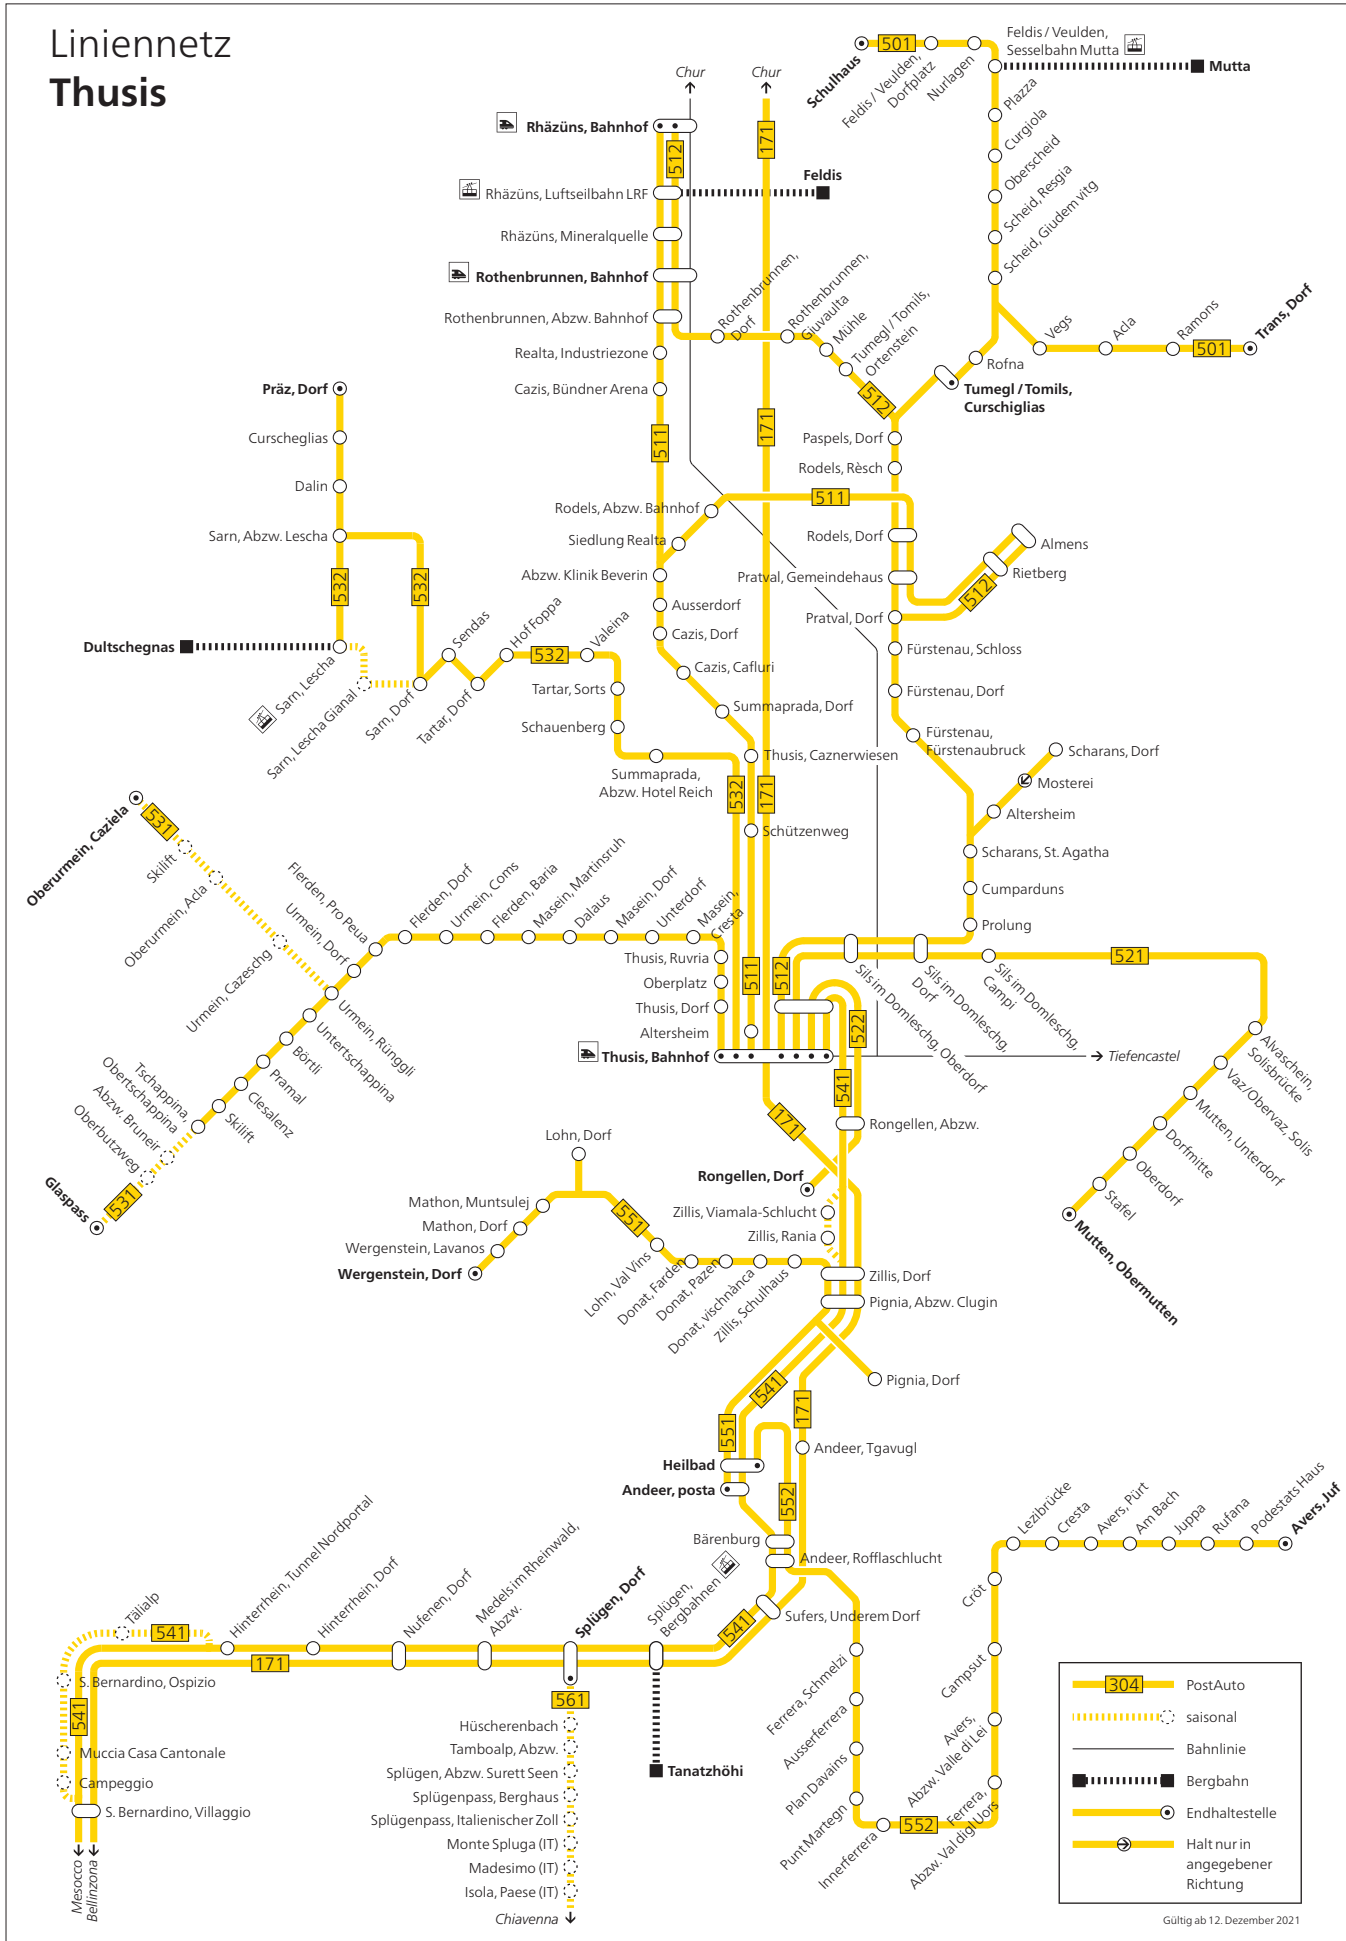 Liniennetz
Thusis
Chur
Chur
Schulhaus
501
Feldis / Veulden,
Dorfplatz
Nurlagen
Feldis / Veulden,
Sesselbahn Mutta
Mutta
Plazza
Curgiola
Oberscheid
Scheid, Resgia
Scheid, Giudem vitg
Vegs
Acla
Ramons
501
Trans, Dorf
Rofna
Tumegl / Tomils,
Curschiglias
Rhäzüns, Bahnhof
512
171
Rhäzüns, Luftseilbahn LRF
Feldis
Rhäzüns, Mineralquelle
Rothenbrunnen, Bahnhof
Rothenbrunnen, Abzw. Bahnhof
Rothenbrunnen,
Dorf
Rothenbrunnen,
Giuvaulta
Mühle
Tumegl / Tomils,
Ortenstein
512
Realta, Industriezone
Cazis, Bündner Arena
511
171
Paspels, Dorf
Rodels, Rèsch
511
Rodels, Abzw. Bahnhof
Siedlung Realta
Rodels, Dorf
Almens
Rietberg
512
Pratval, Gemeindehaus
Pratval, Dorf
Abzw. Klinik Beverin
Ausserdorf
Cazis, Dorf
Cazis, Cafluri
Summaprada, Dorf
Thusis, Caznerwiesen
Schützenweg
Fürstenau, Schloss
Fürstenau, Dorf
Fürstenau,
Fürstenaubruck
Scharans, Dorf
Mosterei
Altersheim
Scharans, St. Agatha
Cumparduns
Prolung
Präz, Dorf
Curscheglias
Dalin
Sarn, Abzw. Lescha
532
532
Dultschegnas
Sarn, Lescha
Sarn, Lescha Gianal
Sarn, Dorf
Sendas
Tartar, Dorf
Hof Foppa
532
Valeina
Tartar, Sorts
Schauenberg
Summaprada,
Abzw. Hotel Reich
532
171
Oberurmein, Caziela
531
Skilift
Oberurmein, Acla
Urmein, Cazeschg
Urmein, Dorf
Flerden, Pro Peua
Flerden, Dorf
Urmein, Coms
Flerden, Baria
Masein, Martinsruh
Dalaus
Masein, Dorf
Unterdorf
Masein,
Cresta
Thusis, Ruvria
Oberplatz
Thusis, Dorf
Altersheim
Thusis, Bahnhof
511
512
522
541
Urmein, Rünggli
Untertschappina
Börtli
Pramal
Clesalenz
Skilift
Tschappina,
Obertschappina
Abzw. Bruneir
Oberbutzweg
531
Glaspass
Sils im Domleschg, Oberdorf
Sils im Domleschg,
Dorf
Sils im Domleschg,
Campi
521
Alvaschein,
Solisbrücke
Vaz/Obervaz, Solis
Mutten, Unterdorf
Dorfmitte
Oberdorf
Stafel
Mutten, Obermutten
Tiefencastel
171
Rongellen, Abzw.
Rongellen, Dorf
Zillis, Viamala-Schlucht
Zillis, Rania
Zillis, Dorf
Pignia, Abzw. Clugin
Pignia, Dorf
Lohn, Dorf
Mathon, Muntsulej
Mathon, Dorf
Wergenstein, Lavanos
Wergenstein, Dorf
551
Lohn, Val Vins
Donat, Farden
Donat, Pazen
Donat, vischnànca
Zillis, Schulhaus
551
541
171
Heilbad
Andeer, posta
Andeer, Tgavugl
552
Bärenburg
Andeer, Rofflaschlucht
Sufers, Underem Dorf
541
Splügen,
Bergbahnen
Tanatzhöhi
Splügen, Dorf
Medels im Rheinwald,
Abzw.
Nufenen, Dorf
Hinterrhein, Dorf
Hinterrhein, Tunnel Nordportal
Tälialp
541
171
S. Bernardino, Ospizio
541
Muccia Casa Cantonale
Campeggio
S. Bernardino, Villaggio
Mesocco
Bellinzona
561
Hüscherenbach
Tamboalp, Abzw.
Splügen, Abzw. Surett Seen
Splügenpass, Berghaus
Splügenpass, Italienischer Zoll
Monte Spluga (IT)
Madesimo (IT)
Isola, Paese (IT)
Chiavenna
Ferrera, Schmelzi
Ausserferrera
Plan Davains
Punt Martegn
Innerferrera
552
Ferrera,
Abzw. Val digl Uors
Avers,
Abzw. Valle di Lei
Campsut
Cröt
Lezibrücke
Cresta
Avers, Pürt
Am Bach
Juppa
Rufana
Podestats Haus
Avers, Juf
304
PostAuto
saisonal
Bahnlinie
Bergbahn
Endhaltestelle
Halt nur in
angegebener
Richtung
Gültig ab 12. Dezember 2021